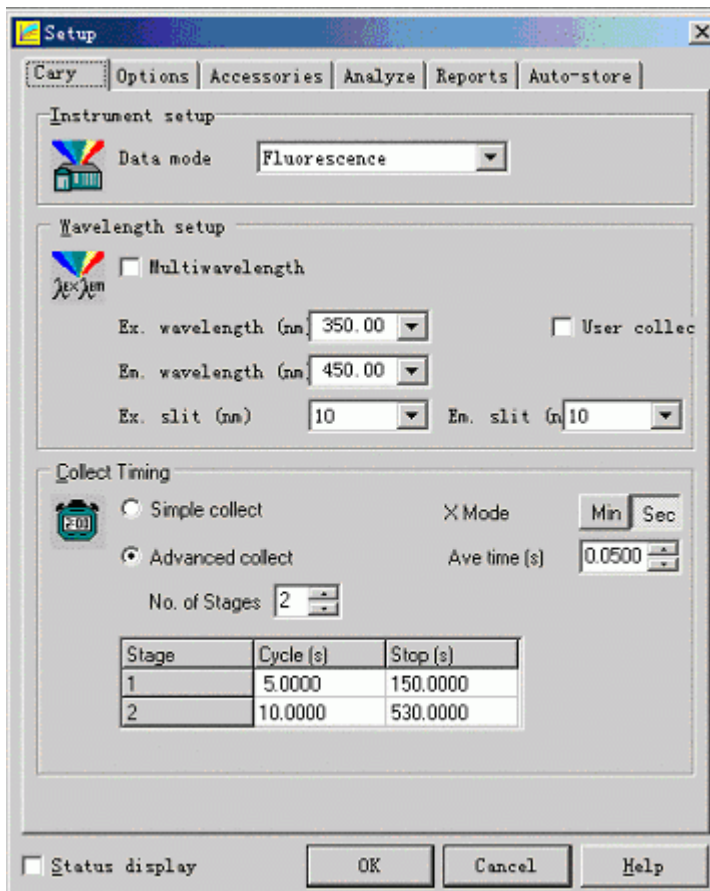 Setup
Cary Options Accessories Analyze Reports Auto-store
Instrument setup
Data mode Fluorescence
Wavelength setup
Multiwavelength
λEX λEM
Ex. wavelength (nm 350.00 User collec
Em. wavelength (nm 450.00
Ex. slit (nm) 10 Em. slit (n 10
Collect Timing
Simple collect X Mode Min Sec
Advanced collect Ave time (s) 0.0500
No. of Stages 2
Stage Cycle (s) Stop (s)
1 5.0000 150.0000
2 10.0000 530.0000
Status display OK Cancel Help